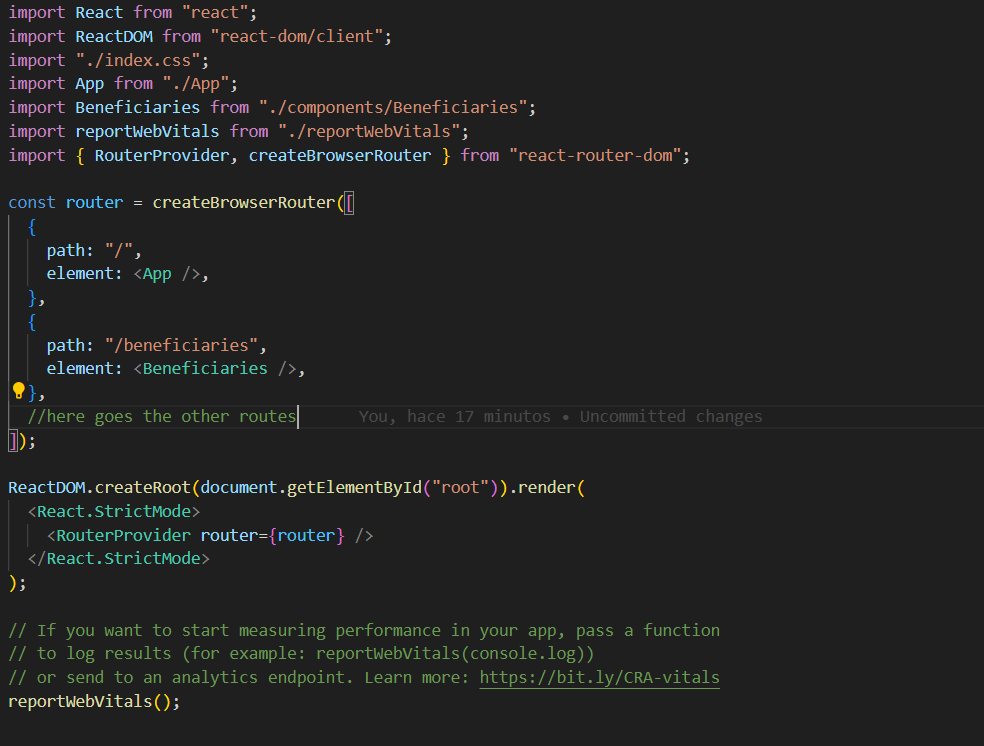 import React from "react";
import ReactDOM from "react-dom/client";
import "./index.css";
import App from "./App";
import Beneficiaries from "./components/Beneficiaries";
import reportWebVitals from "./reportWebVitals";
import { RouterProvider, createBrowserRouter } from "react-router-dom";

const router = createBrowserRouter([
  {
    path: "/",
    element: <App />,
  },
  {
    path: "/beneficiaries",
    element: <Beneficiaries />,
  },
  //here goes the other routes You, hace 17 minutos • Uncommitted changes
]);

ReactDOM.createRoot(document.getElementById("root")).render(
  <React.StrictMode>
    <RouterProvider router={router} />
  </React.StrictMode>
);

// If you want to start measuring performance in your app, pass a function
// to log results (for example: reportWebVitals(console.log))
// or send to an analytics endpoint. Learn more: https://bit.ly/CRA-vitals
reportWebVitals();